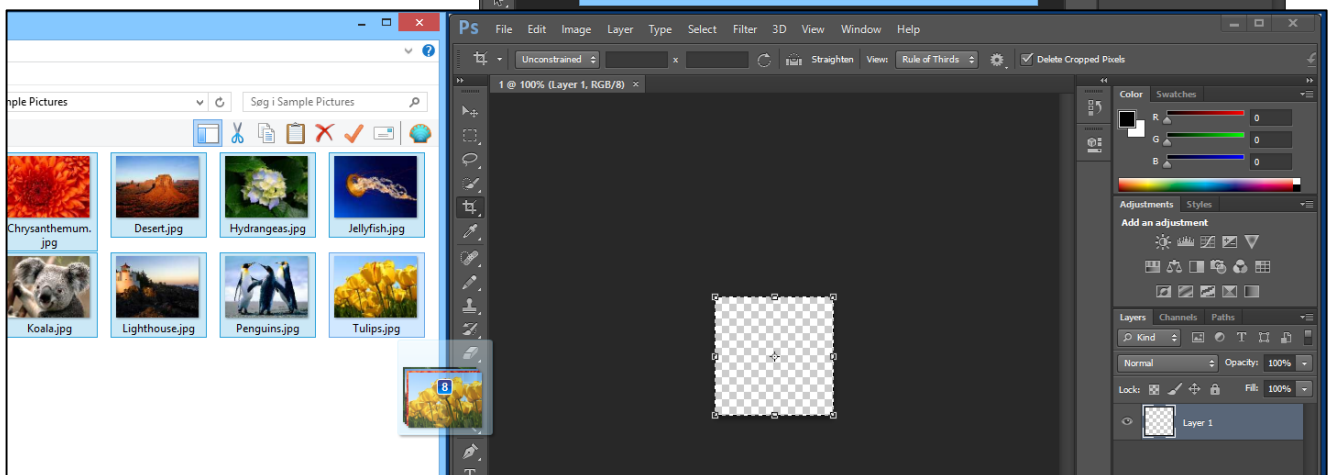 Ps File Edit Image Layer Type Select Filter 3D View Window Help
Unconstrained x Straighten View: Rule of Thirds Delete Cropped Pixels
1 @ 100% (Layer 1, RGB/8) ×
nple Pictures
Søg i Sample Pictures
Chrysanthemum.jpg
Desert.jpg
Hydrangeas.jpg
Jellyfish.jpg
Koala.jpg
Lighthouse.jpg
Penguins.jpg
Tulips.jpg
8
Color Swatches
R 0
G 0
B 0
Adjustments Styles
Add an adjustment
Layers Channels Paths
Kind
Normal Opacity: 100%
Lock: Fill: 100%
Layer 1